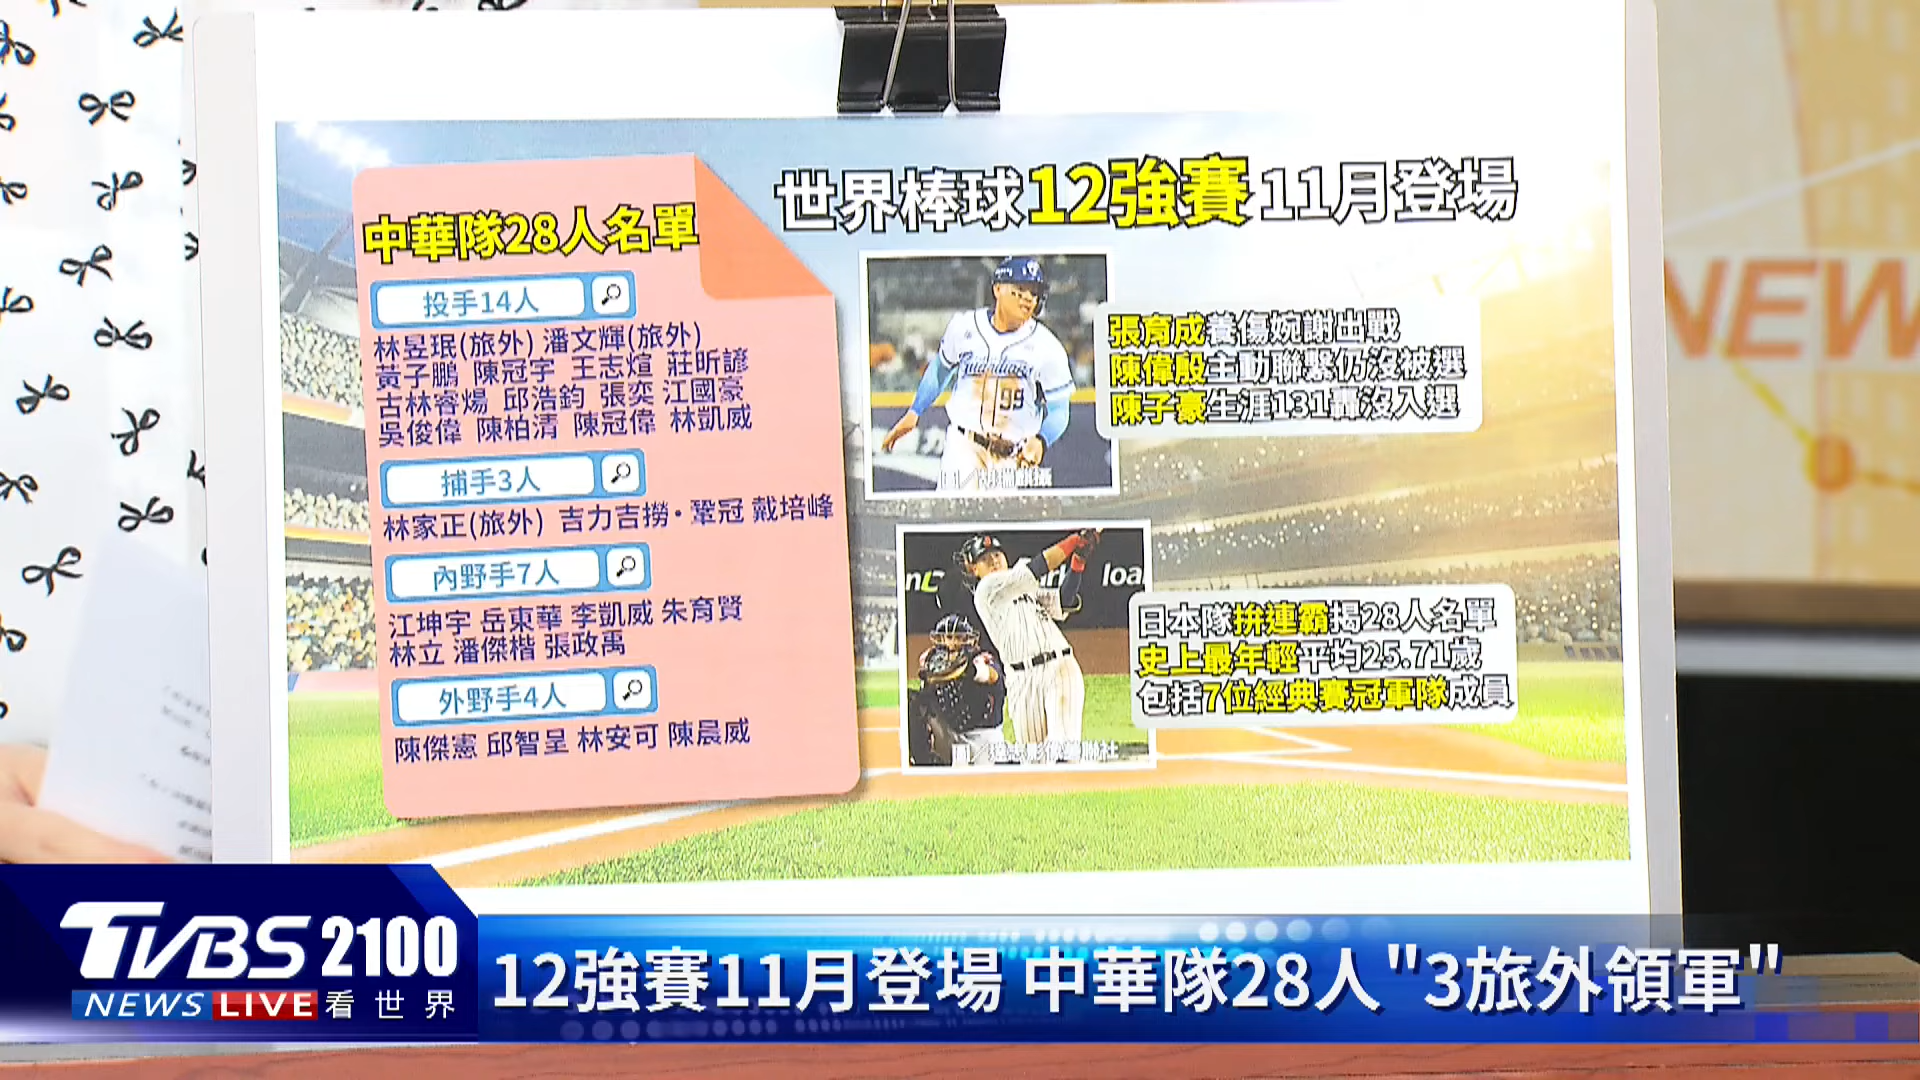 世界棒球12強賽11月登場
中華隊28人名單
投手14人
林昱珉(旅外) 潘文輝(旅外)
黃子鵬 陳冠宇 王志煊 莊昕諺
古林睿煬 邱浩鈞 張奕 江國豪
吳俊偉 陳柏清 陳冠偉 林凱威
捕手3人
林家正(旅外) 吉力吉撈·鞏冠 戴培峰
內野手7人
江坤宇 岳東華 李凱威 朱育賢
林立 潘傑楷 張政禹
外野手4人
陳傑憲 邱智呈 林安可 陳晨威
Guardians
99
張育成養傷婉謝出戰
陳偉殷主動聯繫仍沒被選
陳子豪生涯131轟沒入選
日本隊拚連霸揭28人名單
史上最年輕平均25.71歲
包括7位經典賽冠軍隊成員
圖/達志影像美聯社
NEW
TVBS 2100
NEWS LIVE 看世界
12強賽11月登場 中華隊28人"3旅外領軍"